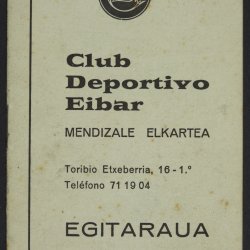 Club
Deportivo
Eibar
MENDIZALE ELKARTEA
Toribio Etxeberria, 16 - 1.º
Teléfono 71 19 04
EGITARAUA